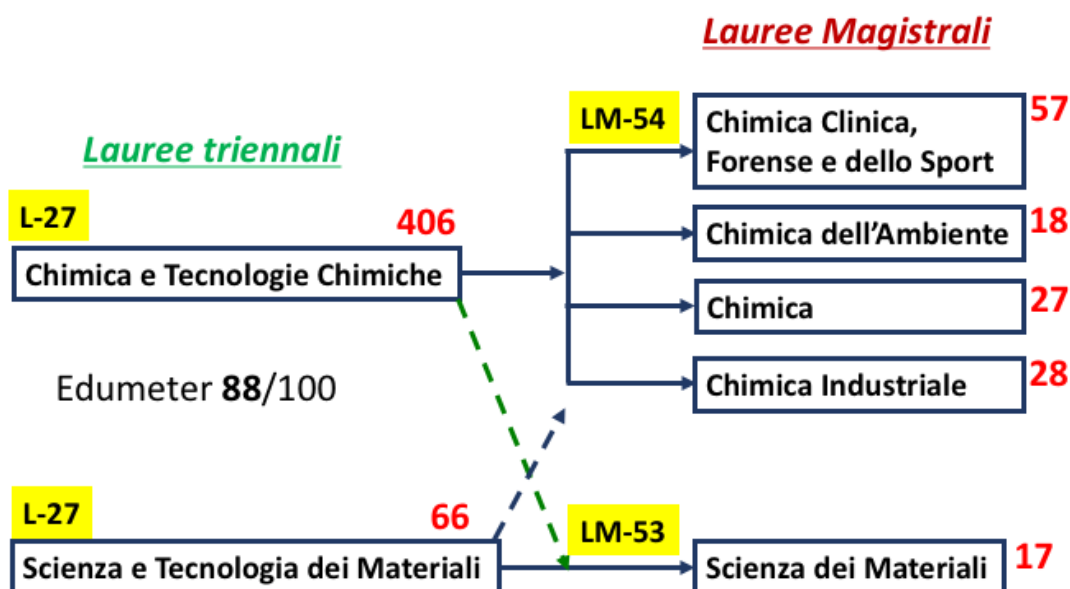 Lauree Magistrali
LM-54
Chimica Clinica,
Forense e dello Sport
57
Lauree triennali
L-27
406
Chimica e Tecnologie Chimiche
Chimica dell'Ambiente
18
Chimica
27
Edumeter 88/100
Chimica Industriale
28
L-27
66
Scienza e Tecnologia dei Materiali
LM-53
Scienza dei Materiali
17